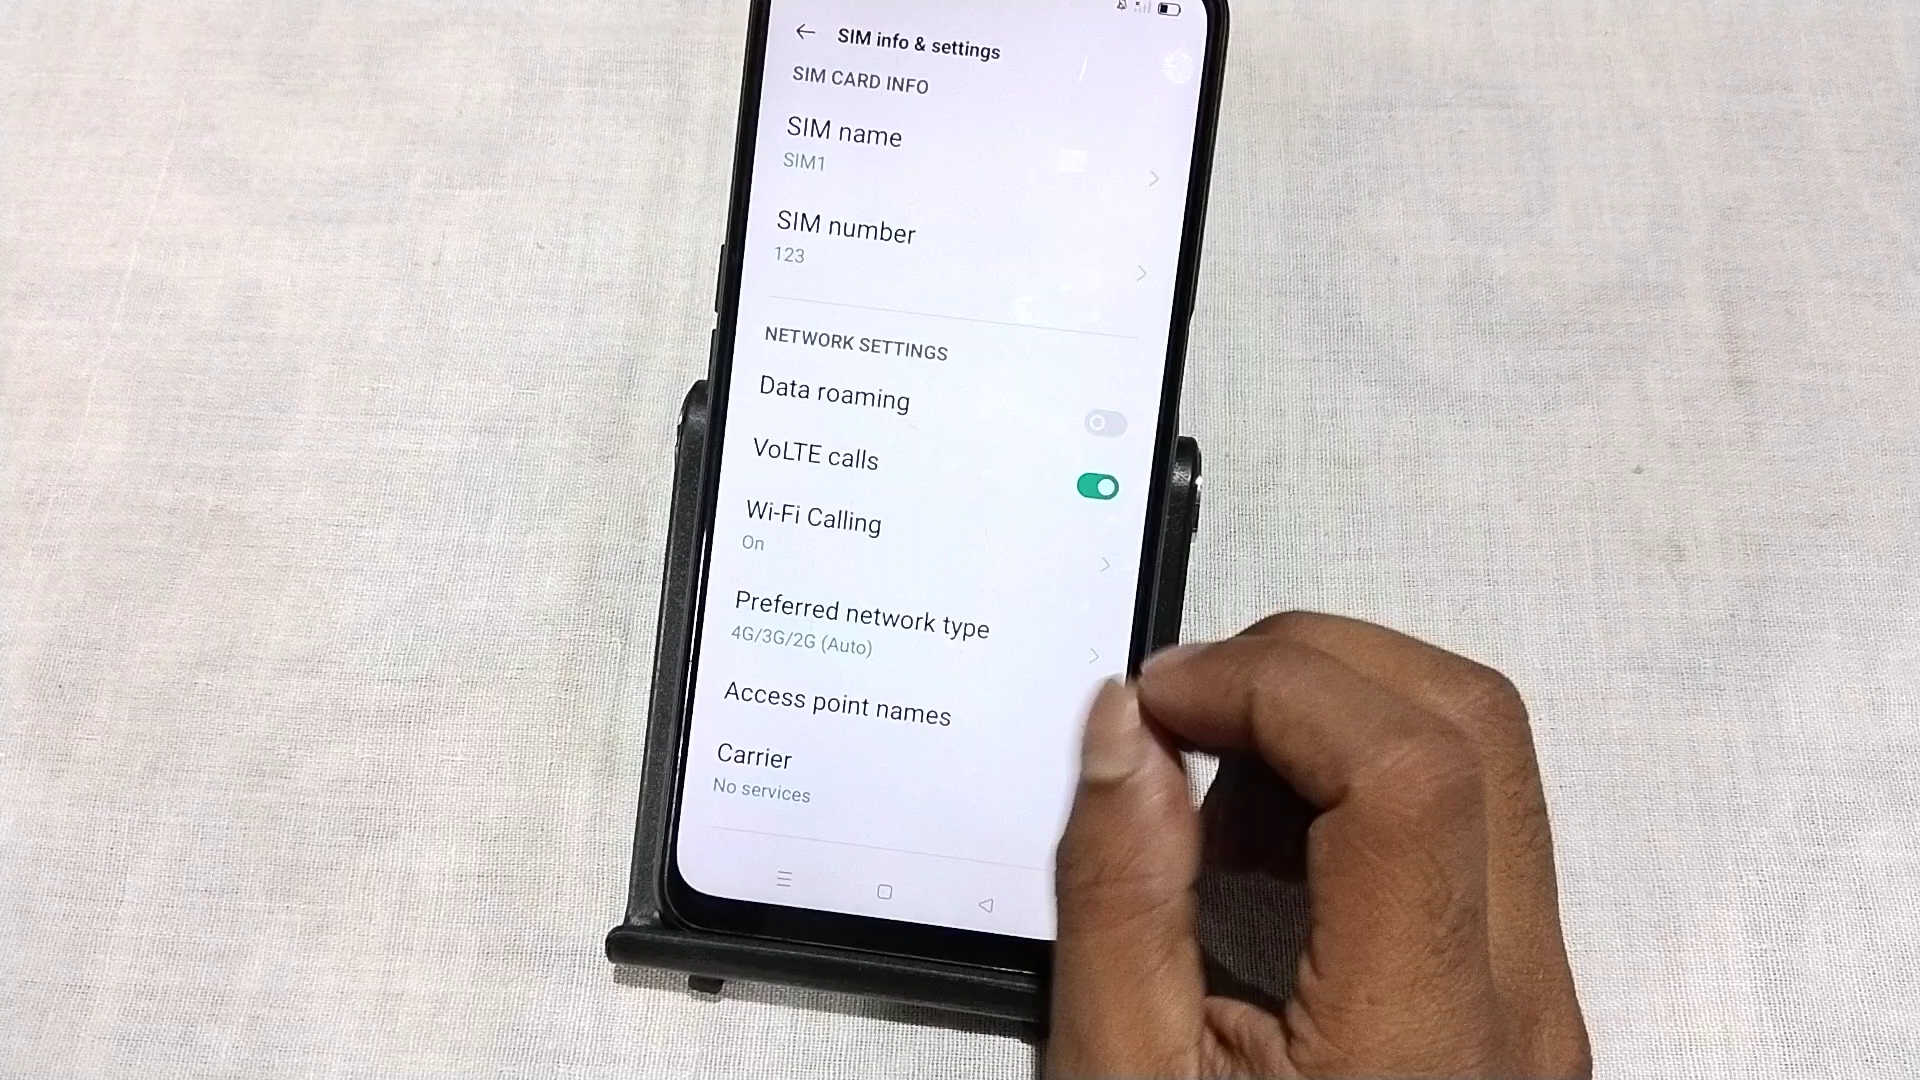 SIM info & settings
SIM CARD INFO
SIM name
SIM1
SIM number
123
NETWORK SETTINGS
Data roaming
VoLTE calls
Wi-Fi Calling
On
Preferred network type
4G/3G/2G (Auto)
Access point names
Carrier
No services